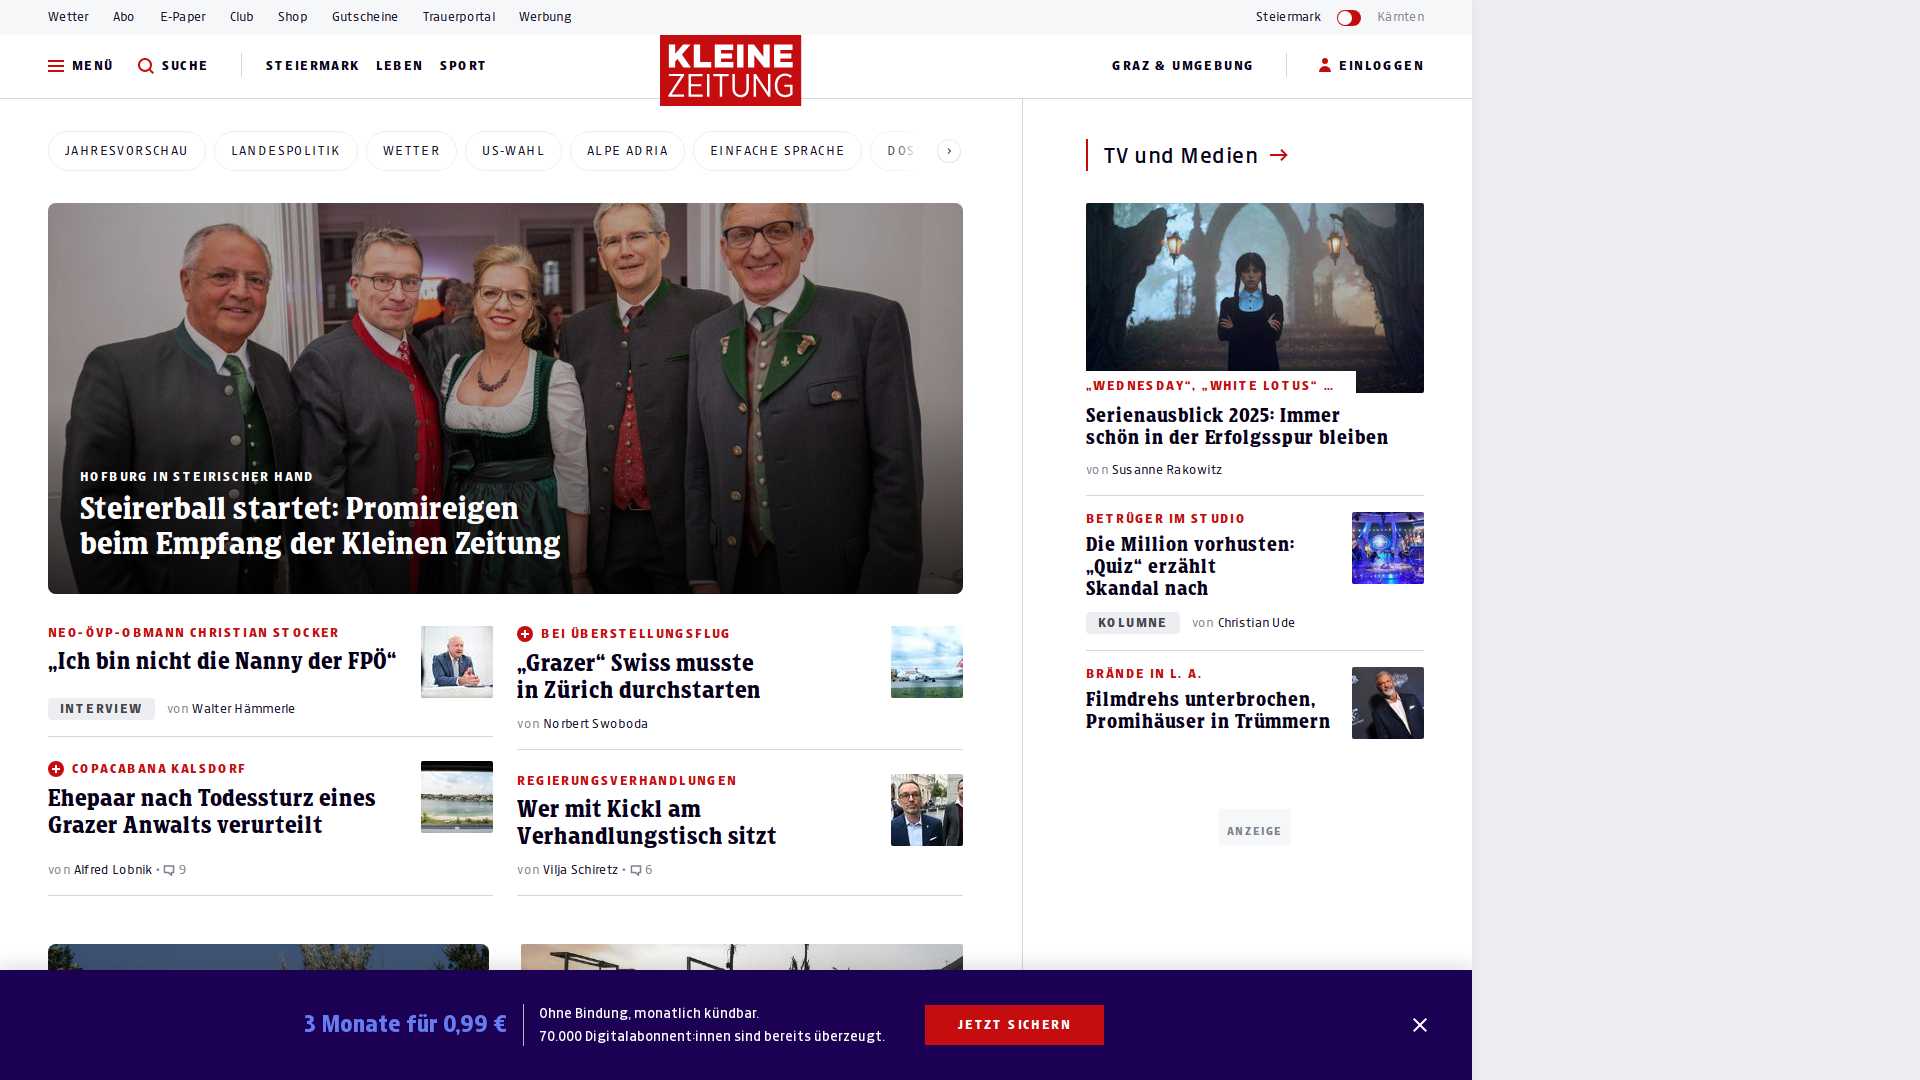 Wetter
Abo
E-Paper
Club
Shop
Gutscheine
Trauerportal
Werbung
Steiermark
Kärnten
MENÜ
SUCHE
STEIERMARK
LEBEN
SPORT
KLEINE
ZEITUNG
GRAZ & UMGEBUNG
EINLOGGEN
JAHRESVORSCHAU
LANDESPOLITIK
WETTER
US-WAHL
ALPE ADRIA
EINFACHE SPRACHE
DOS
HOFBURG IN STEIRISCHER HAND
Steirerball startet: Promireigen
beim Empfang der Kleinen Zeitung
NEO-ÖVP-OBMANN CHRISTIAN STOCKER
„Ich bin nicht die Nanny der FPÖ“
INTERVIEW von Walter Hämmerle
COPACABANA KALSDORF
Ehepaar nach Todessturz eines
Grazer Anwalts verurteilt
von Alfred Lobnik • 9
BEI ÜBERSTELLUNGSFLUG
„Grazer“ Swiss musste
in Zürich durchstarten
von Norbert Swoboda
REGIERUNGSVERHANDLUNGEN
Wer mit Kickl am
Verhandlungstisch sitzt
von Vilja Schiretz • 6
TV und Medien
„WEDNESDAY“, „WHITE LOTUS“ …
Serienausblick 2025: Immer
schön in der Erfolgsspur bleiben
von Susanne Rakowitz
BETRÜGER IM STUDIO
Die Million vorhusten:
„Quiz“ erzählt
Skandal nach
KOLUMNE von Christian Ude
BRÄNDE IN L. A.
Filmdrehs unterbrochen,
Promihäuser in Trümmern
ANZEIGE
3 Monate für 0,99 €
Ohne Bindung, monatlich kündbar.
70.000 Digitalabonnent:innen sind bereits überzeugt.
JETZT SICHERN